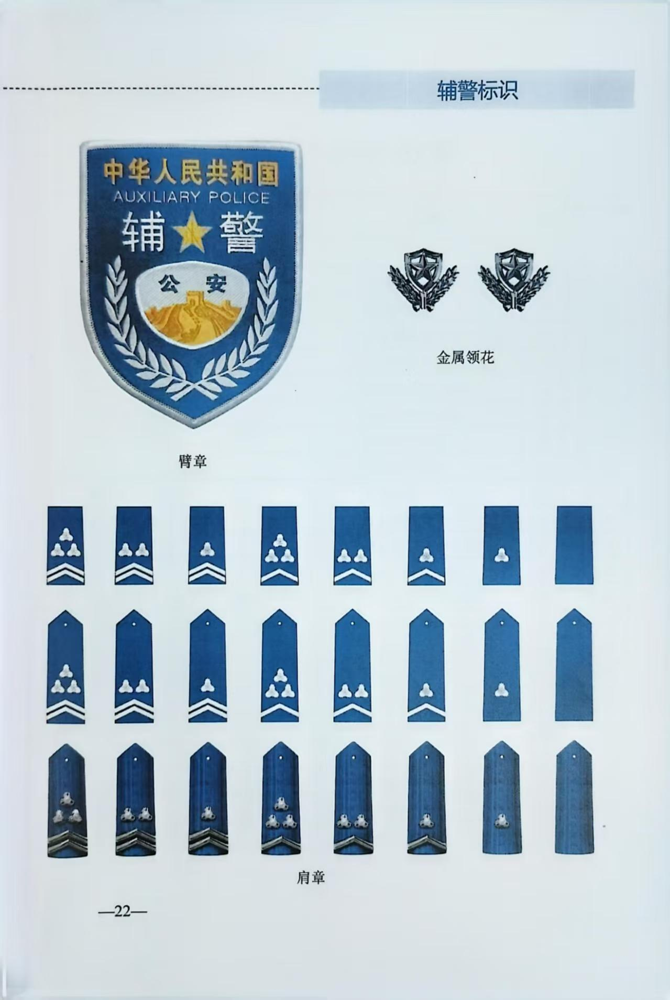 辅警标识
中华人民共和国
AUXILIARY POLICE
辅警
公安
金属领花
臂章
肩章
—22—